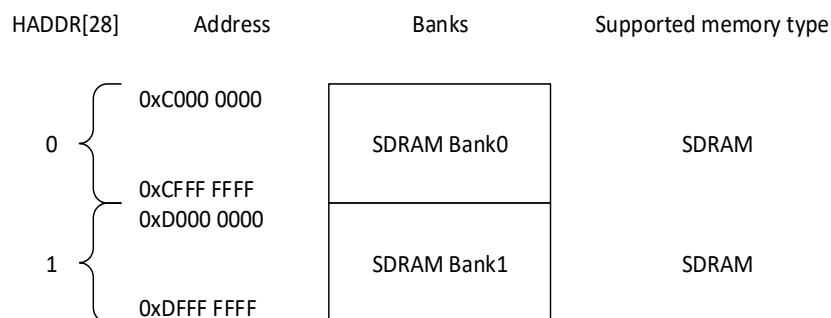 HADDR[28] Address Banks Supported memory type
0xC000 0000
0 SDRAM Bank0 SDRAM
0xCFFF FFFF
0xD000 0000
1 SDRAM Bank1 SDRAM
0xDFFF FFFF